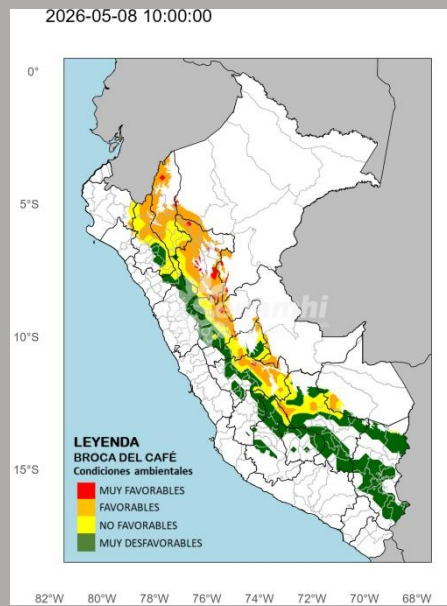 2026-05-08 10:00:00
0°
5°S
10°S
15°S
senamhi
LEYENDA
BROCA DEL CAFÉ
Condiciones ambientales
MUY FAVORABLES
FAVORABLES
NO FAVORABLES
MUY DESFAVORABLES
82°W 80°W 78°W 76°W 74°W 72°W 70°W 68°W